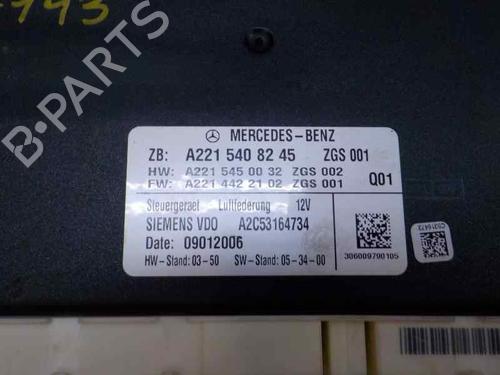 793
MERCEDES-BENZ
ZB: A221 540 82 45 ZGS 001
HW: A221 545 00 32 ZGS 002
FW: A221 442 21 02 ZGS 001 Q01
Steuergeraet Luftfederung 12V
SIEMENS VDO A2C53164734
Date: 09012006
HW-Stand: 03-50 SW-Stand: 05-34-00
306009790105